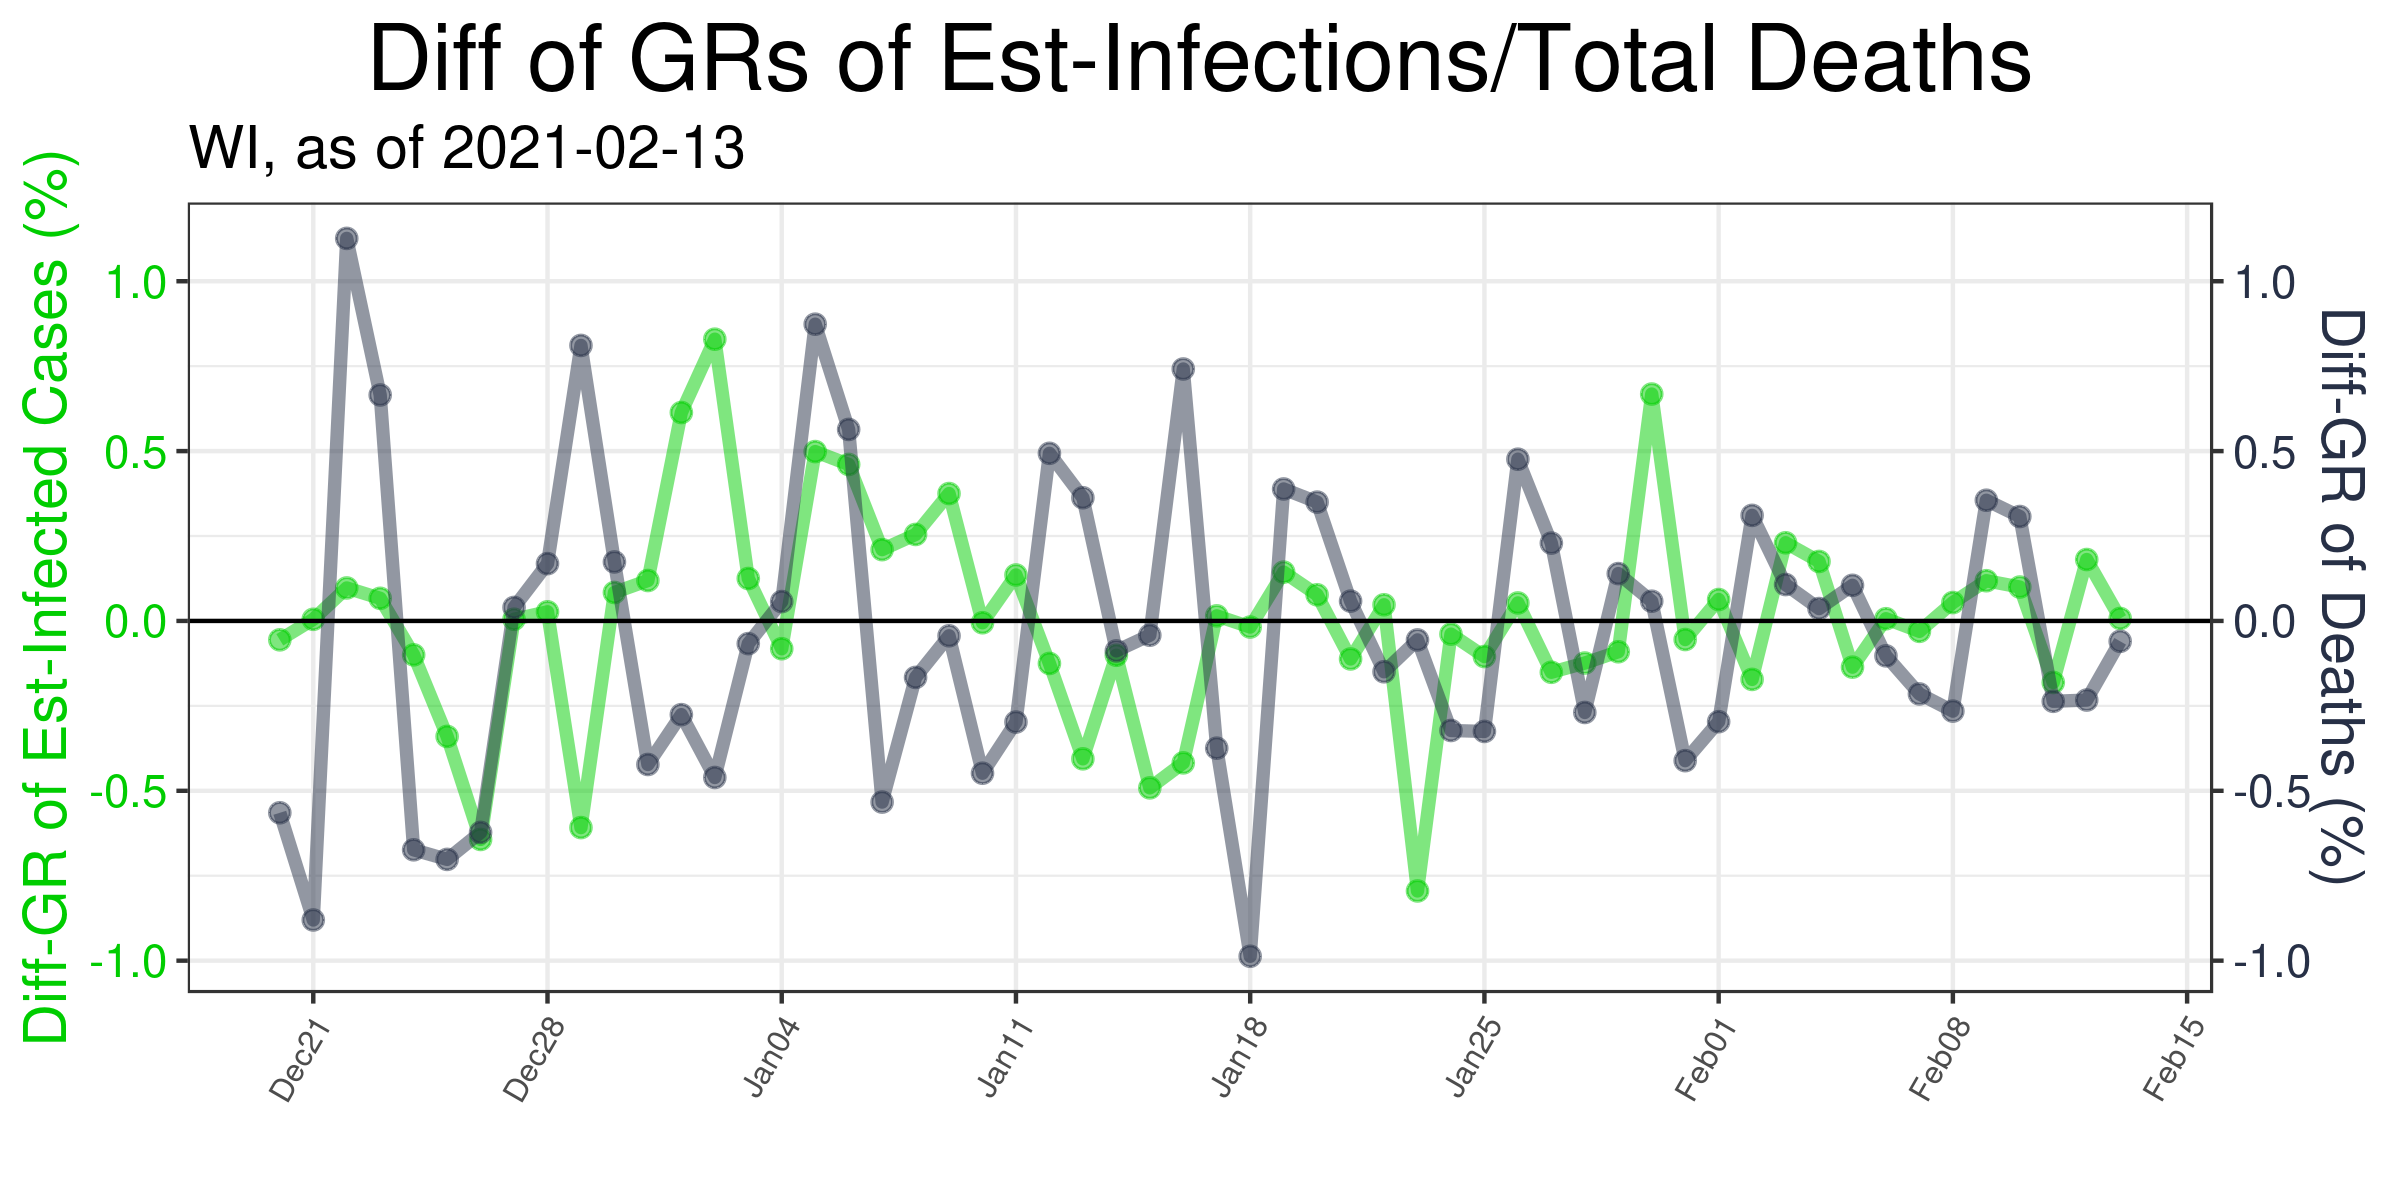 Diff of GRs of Est-Infections/Total Deaths
WI, as of 2021-02-13
Diff-GR of Est-Infected Cases (%)
1.0
0.5
0.0
-0.5
-1.0
1.0
0.5
0.0
-0.5
-1.0
Diff-GR of Deaths (%)
Dec21
Dec28
Jan04
Jan11
Jan18
Jan25
Feb01
Feb08
Feb15